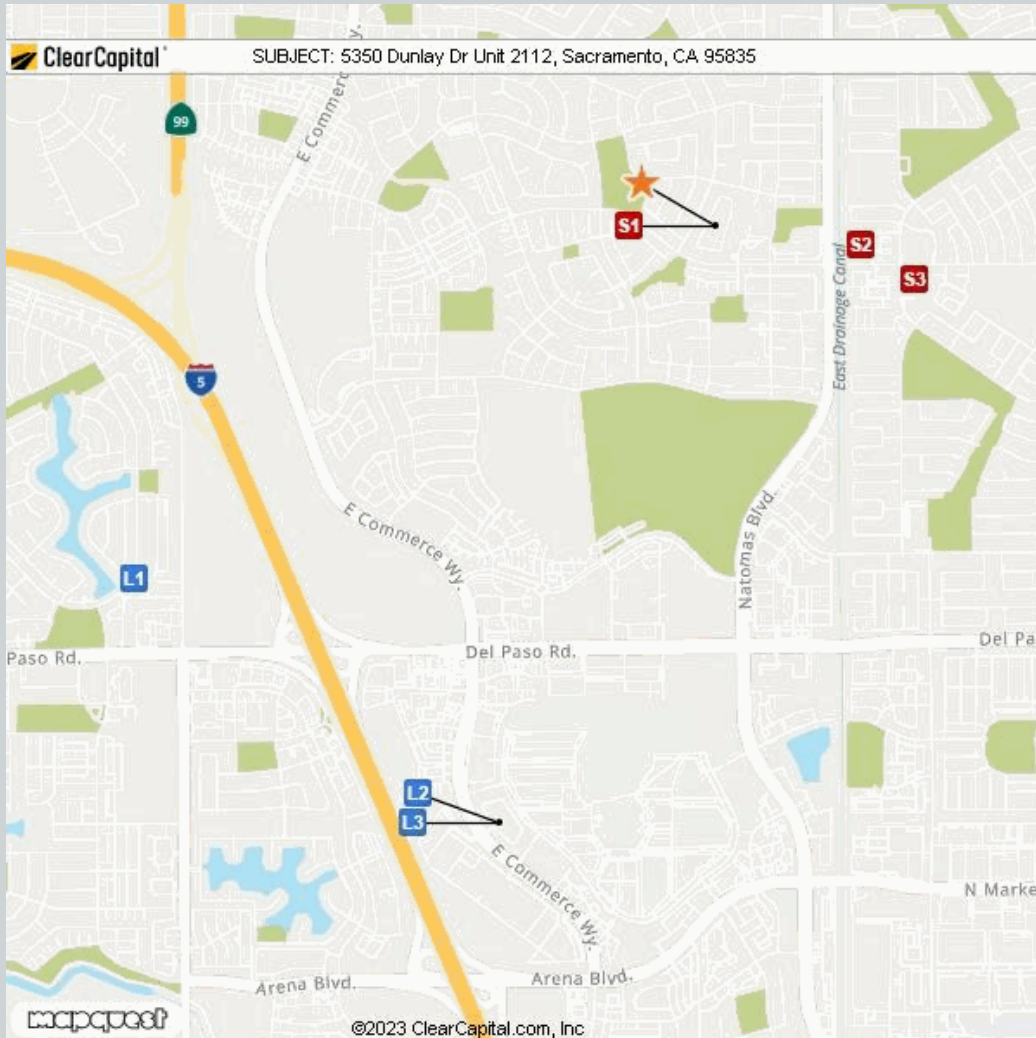 E Commerce Wy.
ClearCapital
SUBJECT: 5350 Dunlay Dr Unit 2112, Sacramento, CA 95835
99
S1
S2
S3
East Drainage Canal
5
E Commerce Wy.
Natomas Blvd.
L1
Paso Rd.
Del Paso Rd.
Del Pa
L2
L3
E Commerce Wy.
N Marke
Arena Blvd.
Arena Blvd.
mapquest
©2023 ClearCapital.com, Inc